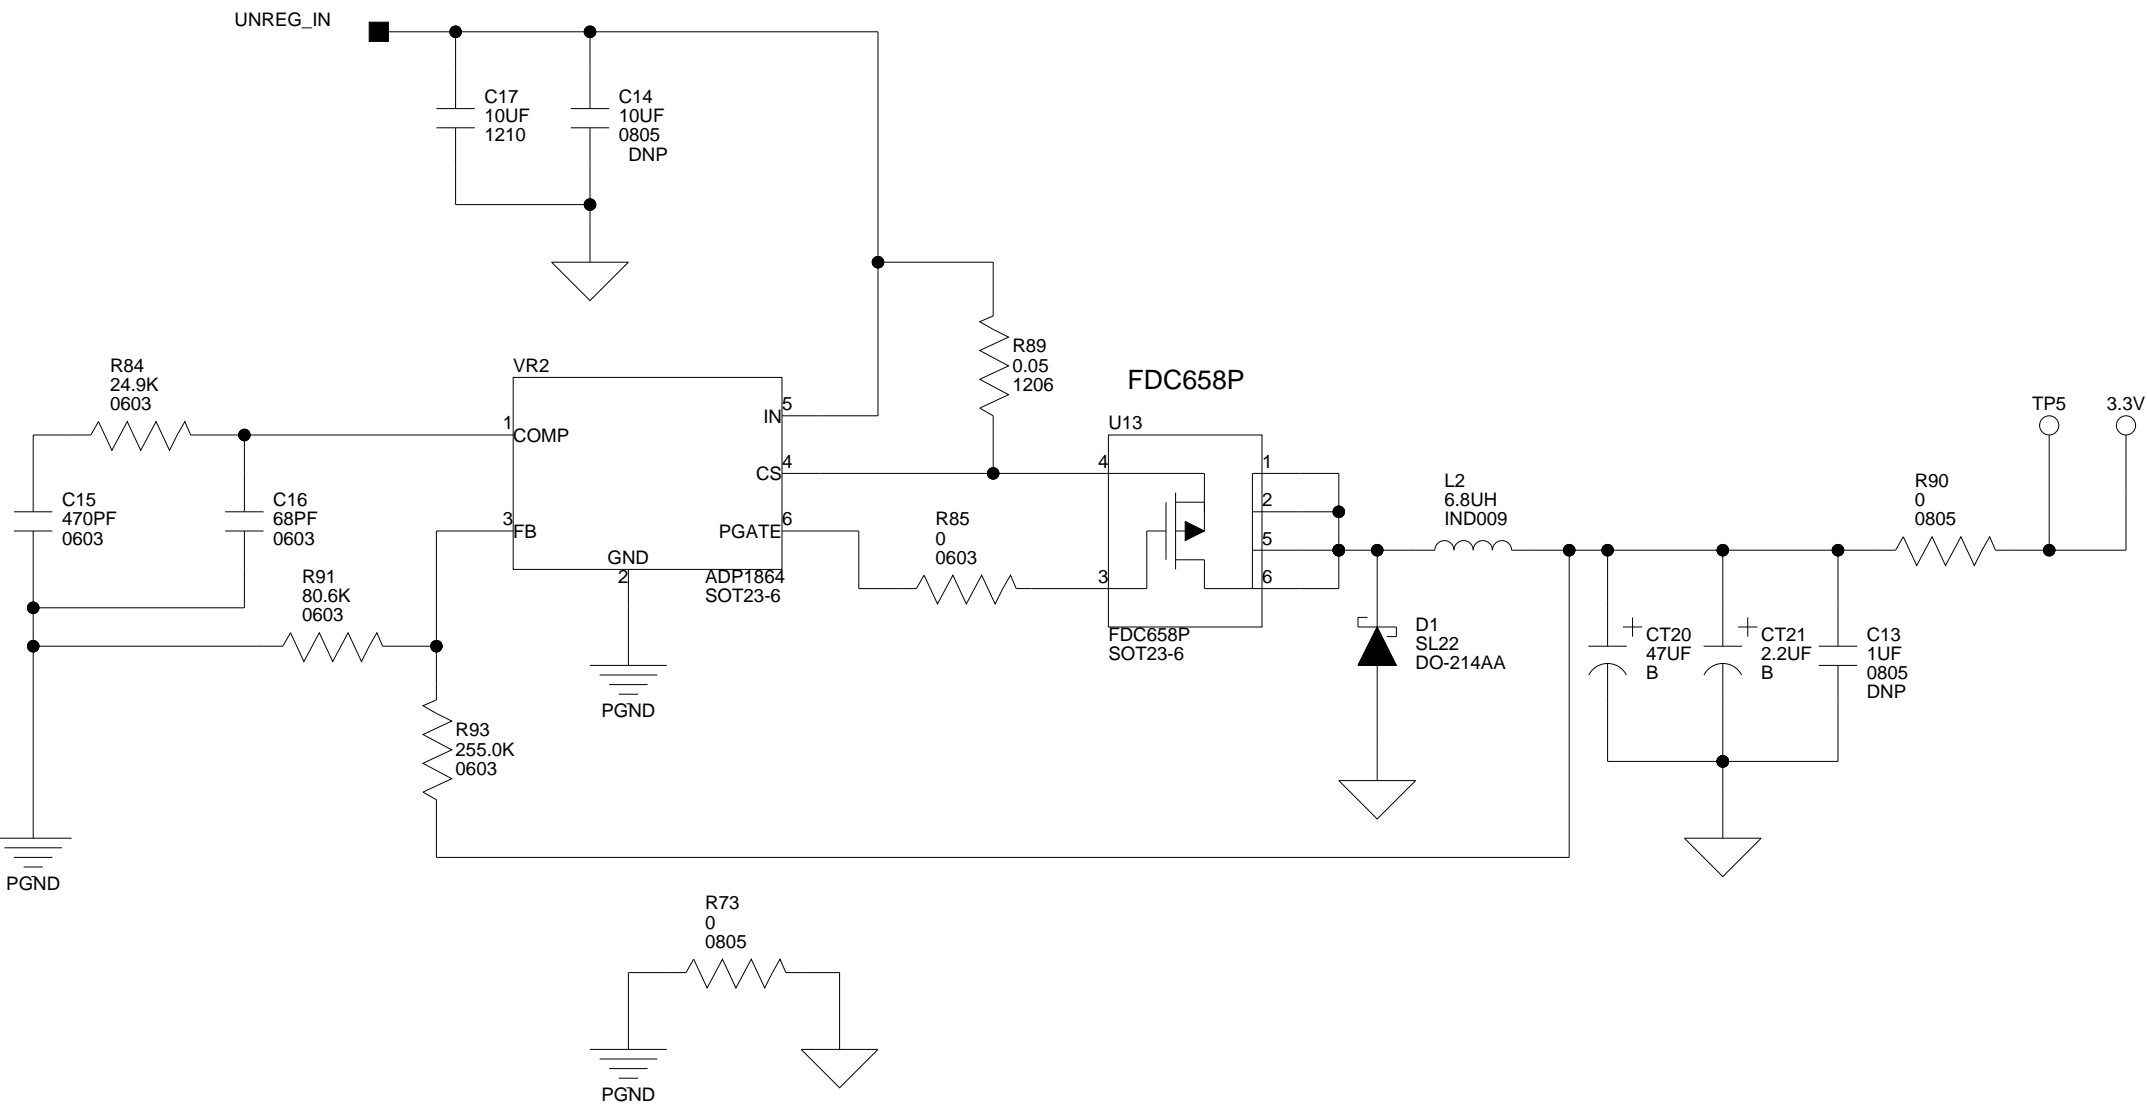 UNREG_IN
C17
10UF
1210
C14
10UF
0805
DNP
R89
0.05
1206
R84
24.9K
0603
VR2
FDC658P
5
IN
TP5
3.3V
1
COMP
U13
4
CS
4
1
L2
6.8UH
IND009
R90
0
0805
C15
470PF
0603
C16
68PF
0603
2
3
FB
6
PGATE
R85
0
0603
5
GND
2
ADP1864
SOT23-6
3
6
R91
80.6K
0603
FDC658P
SOT23-6
D1
SL22
DO-214AA
+
CT20
47UF
B
+
CT21
2.2UF
B
C13
1UF
0805
DNP
PGND
R93
255.0K
0603
PGND
R73
0
0805
PGND